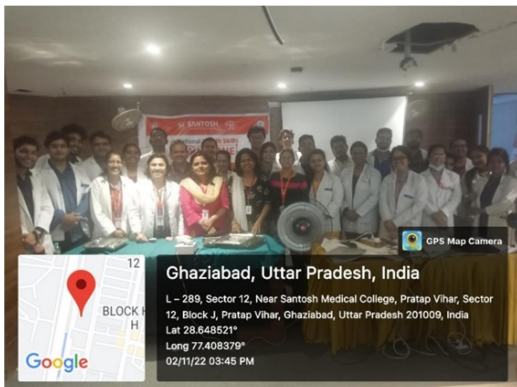 SANTOSH
GPS Map Camera
12
BLOCK H
H
Google
Ghaziabad, Uttar Pradesh, India
L – 289, Sector 12, Near Santosh Medical College, Pratap Vihar, Sector
12, Block J, Pratap Vihar, Ghaziabad, Uttar Pradesh 201009, India
Lat 28.648521°
Long 77.408379°
02/11/22 03:45 PM